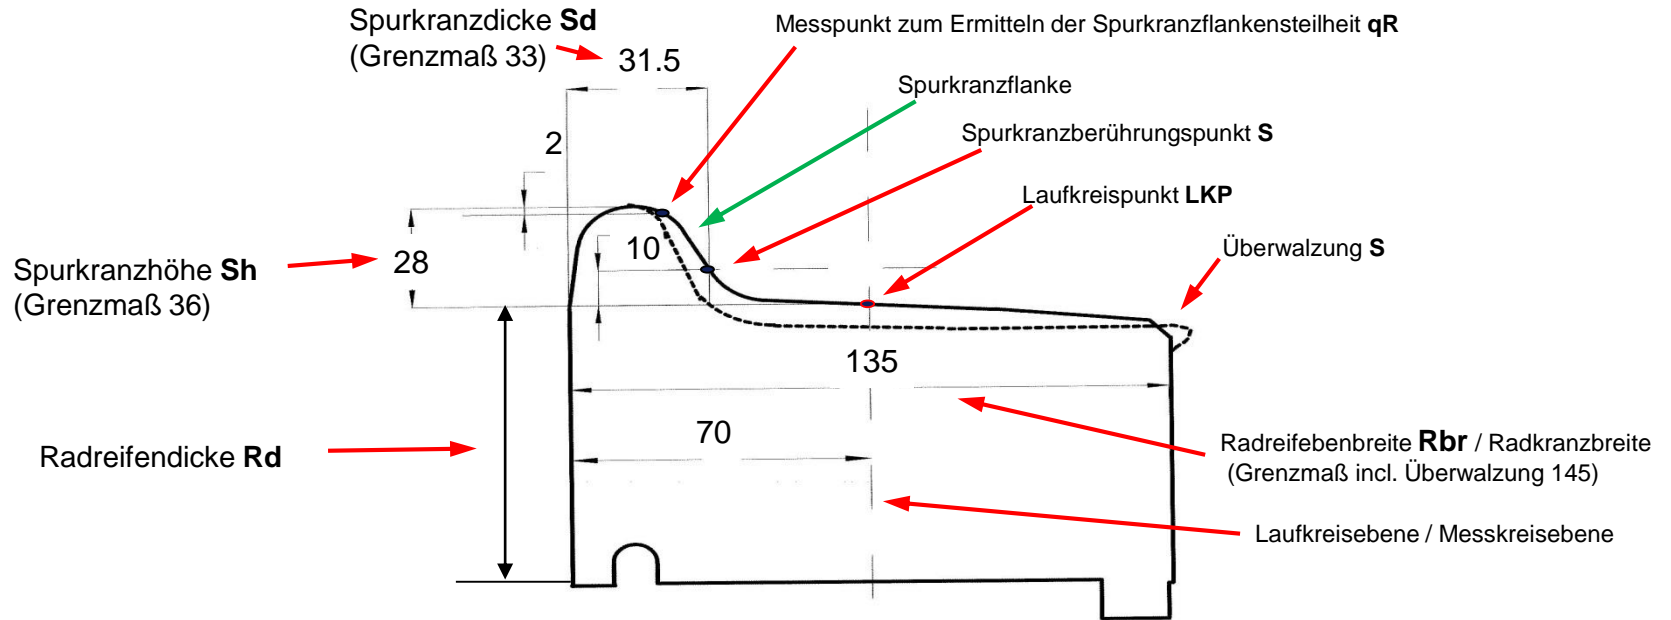 Spurkranzdicke Sd
(Grenzmaß 33)
31.5
Messpunkt zum Ermitteln der Spurkranzflankensteilheit qR
Spurkranzflanke
Spurkranzberührungspunkt S
2
Laufkreispunkt LKP
10
Überwalzung S
28
Spurkranzhöhe Sh
(Grenzmaß 36)
135
70
Radreifendicke Rd
Radreifebenbreite Rbr / Radkranzbreite
(Grenzmaß incl. Überwalzung 145)
Laufkreisebene / Messkreisebene